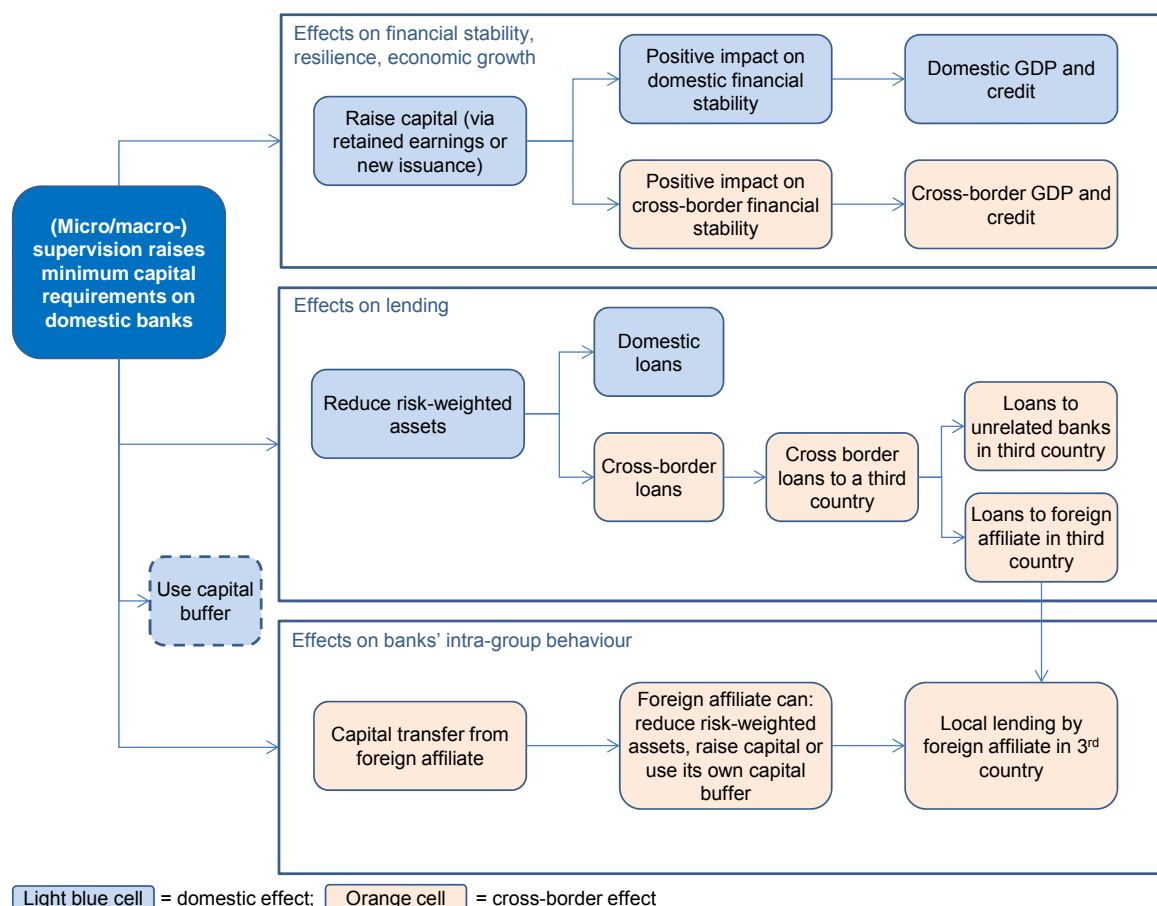 Effects on financial stability,
resilience, economic growth
Raise capital (via
retained earnings or
new issuance)
Positive impact on
domestic financial
stability
Domestic GDP and
credit
Positive impact on
cross-border financial
stability
Cross-border GDP and
credit
(Micro/macro-)
supervision raises
minimum capital
requirements on
domestic banks
Effects on lending
Reduce risk-weighted
assets
Domestic
loans
Cross-border
loans
Cross border
loans to a third
country
Loans to
unrelated banks
in third country
Loans to foreign
affiliate in third
country
Use capital
buffer
Effects on banks' intra-group behaviour
Capital transfer from
foreign affiliate
Foreign affiliate can:
reduce risk-weighted
assets, raise capital or
use its own capital
buffer
Local lending by
foreign affiliate in 3rd
country
Light blue cell = domestic effect; Orange cell = cross-border effect